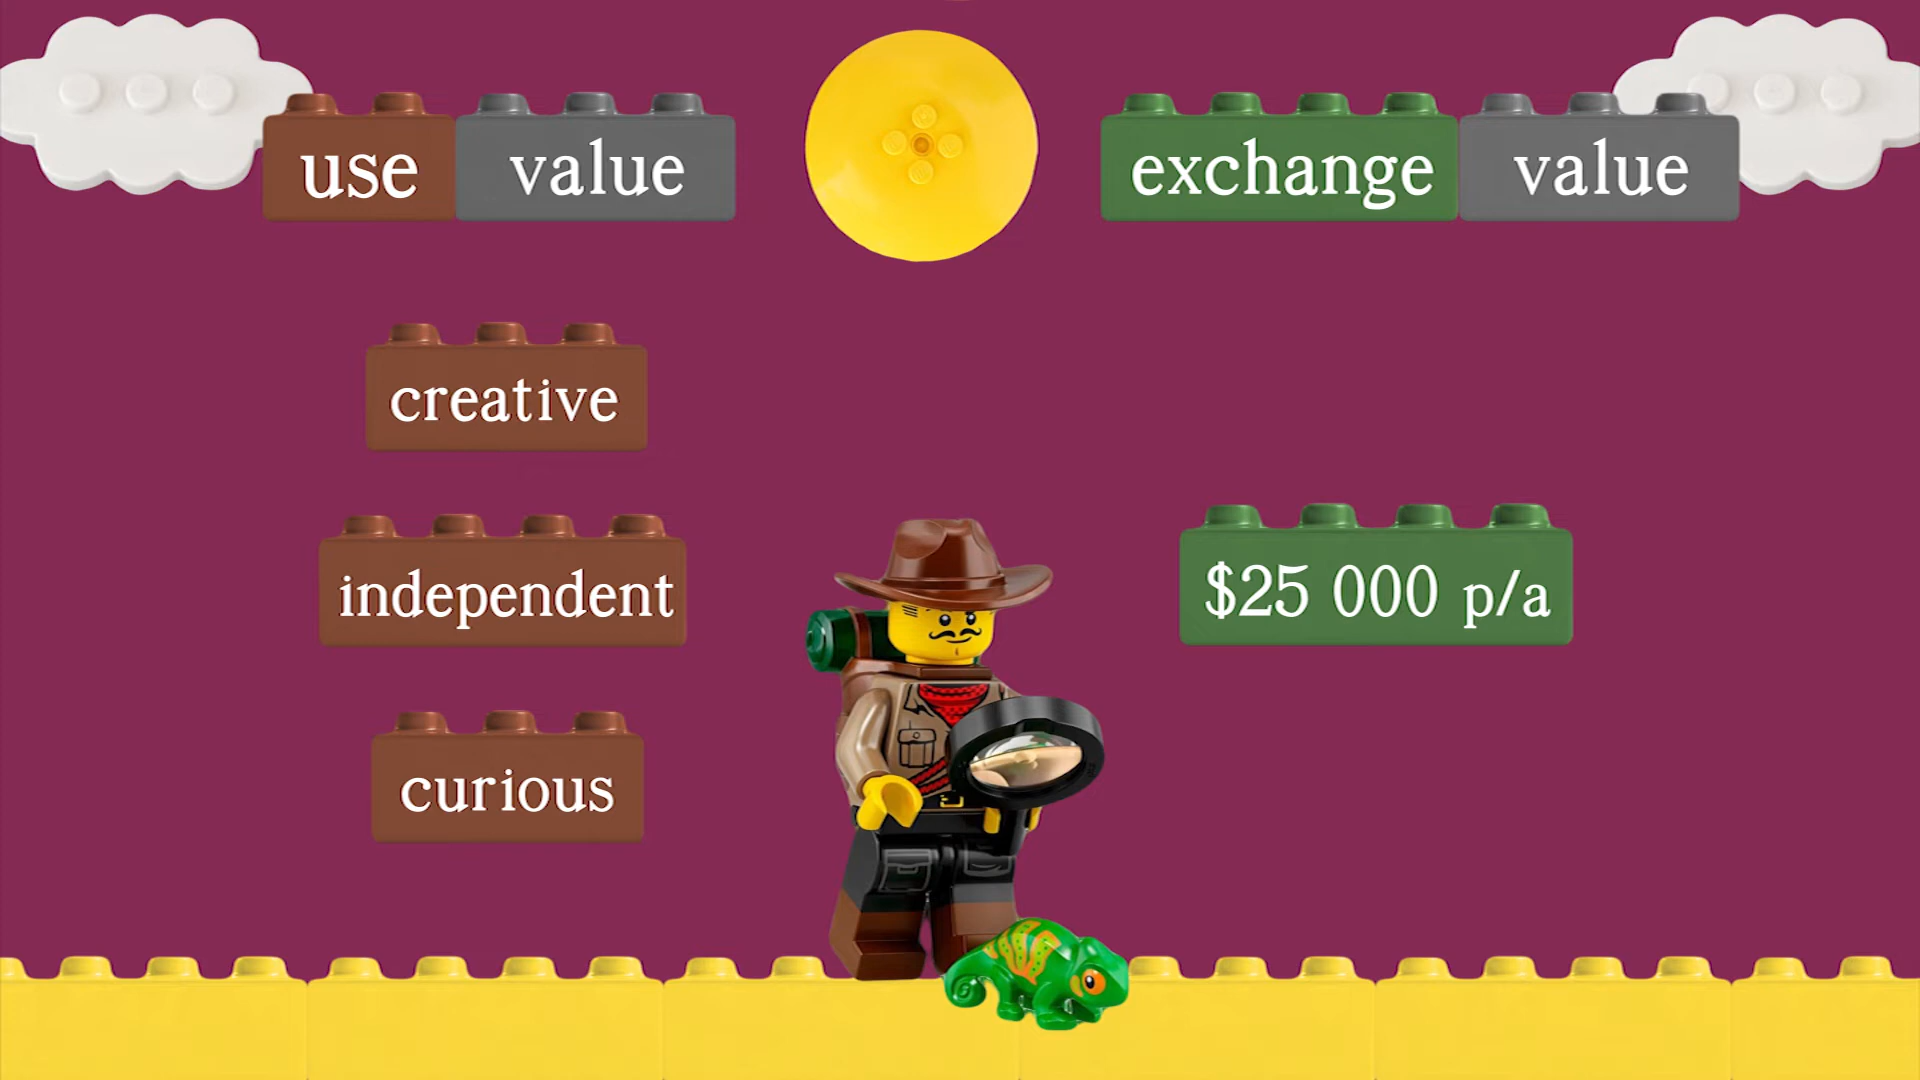 use value
exchange value
creative
independent
$25 000 p/a
curious